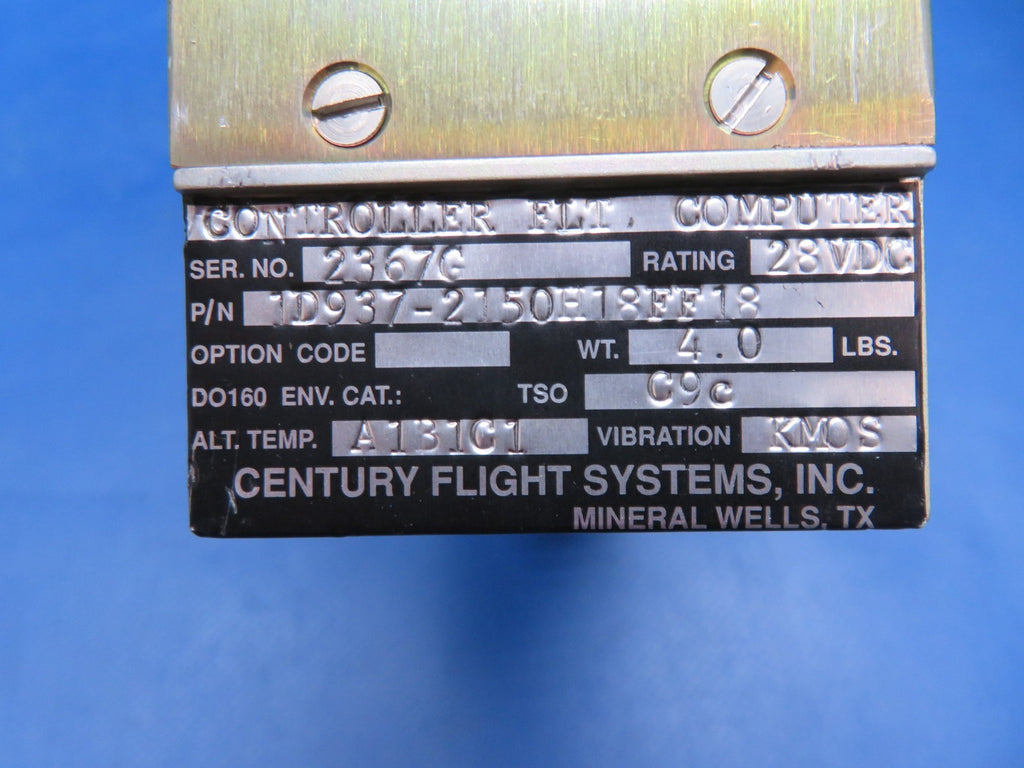 CONTROLLER FLT COMPUTER
SER. NO. 2367G RATING 28VDC
P/N 1D937-2150H18FF18
OPTION CODE WT. 4.0 LBS.
DO160 ENV. CAT.: TSO C9c
ALT. TEMP. A1B1C1 VIBRATION KMOS
CENTURY FLIGHT SYSTEMS, INC.
MINERAL WELLS, TX